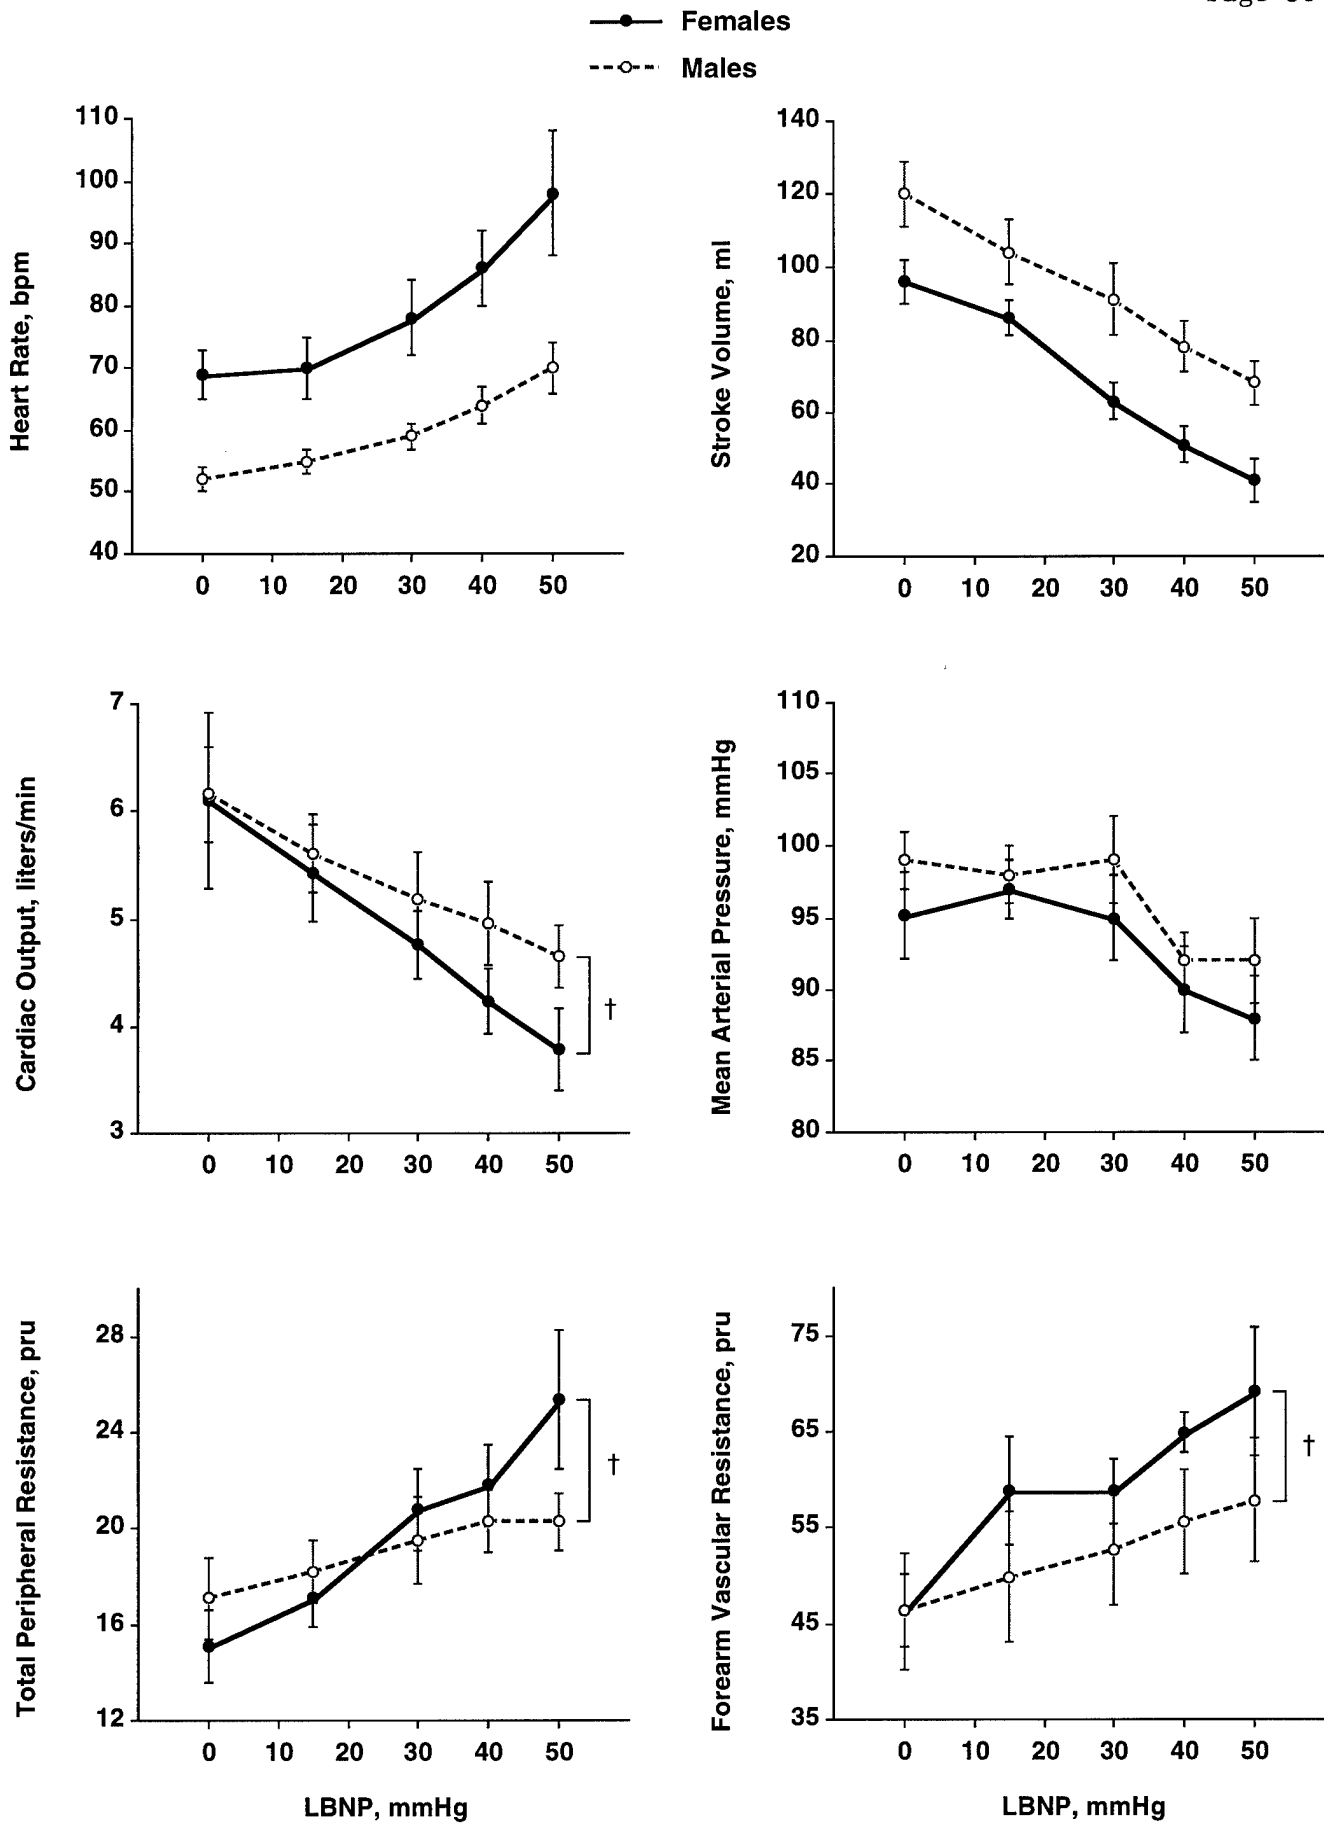 Females
Males
110
100
90
80
70
60
50
40
Heart Rate, bpm
0 10 20 30 40 50
140
120
100
80
60
40
20
Stroke Volume, ml
0 10 20 30 40 50
7
6
5
4
3
Cardiac Output, liters/min
†
0 10 20 30 40 50
110
105
100
95
90
85
80
Mean Arterial Pressure, mmHg
0 10 20 30 40 50
28
24
20
16
12
Total Peripheral Resistance, pru
†
0 10 20 30 40 50
LBNP, mmHg
75
65
55
45
35
Forearm Vascular Resistance, pru
†
0 10 20 30 40 50
LBNP, mmHg